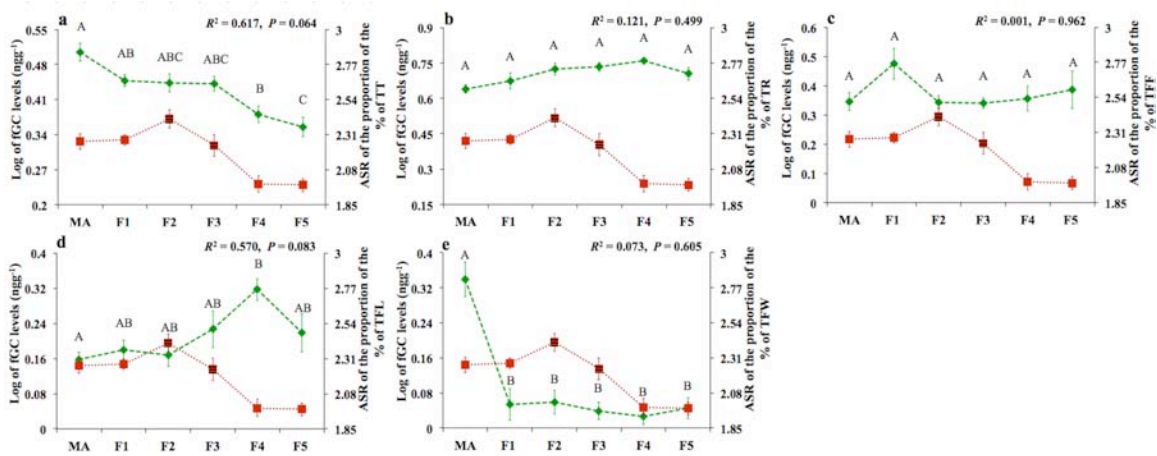 a
R² = 0.617, P = 0.064
Log of fGC levels (ngg⁻¹)
0.55
0.48
0.41
0.34
0.27
0.2
A
AB
ABC
ABC
B
C
3
2.77
2.54
2.31
2.08
1.85
ASR of the proportion of the
% of TT
MA F1 F2 F3 F4 F5
b
R² = 0.121, P = 0.499
Log of fGC levels (ngg⁻¹)
0.9
0.75
0.6
0.45
0.3
0.15
A
A
A
A
A
A
3
2.77
2.54
2.31
2.08
1.85
ASR of the proportion of the
% of TR
MA F1 F2 F3 F4 F5
c
R² = 0.001, P = 0.962
Log of fGC levels (ngg⁻¹)
0.6
0.5
0.4
0.3
0.2
0.1
0
A
A
A
A
A
A
3
2.77
2.54
2.31
2.08
1.85
ASR of the proportion of the
% of TFF
MA F1 F2 F3 F4 F5
d
R² = 0.570, P = 0.083
Log of fGC levels (ngg⁻¹)
0.4
0.32
0.24
0.16
0.08
0
A
AB
AB
AB
B
AB
3
2.77
2.54
2.31
2.08
1.85
ASR of the proportion of the
% of TFL
MA F1 F2 F3 F4 F5
e
R² = 0.073, P = 0.605
Log of fGC levels (ngg⁻¹)
0.4
0.32
0.24
0.16
0.08
0
A
B
B
B
B
B
3
2.77
2.54
2.31
2.08
1.85
ASR of the proportion of the
% of TFW
MA F1 F2 F3 F4 F5